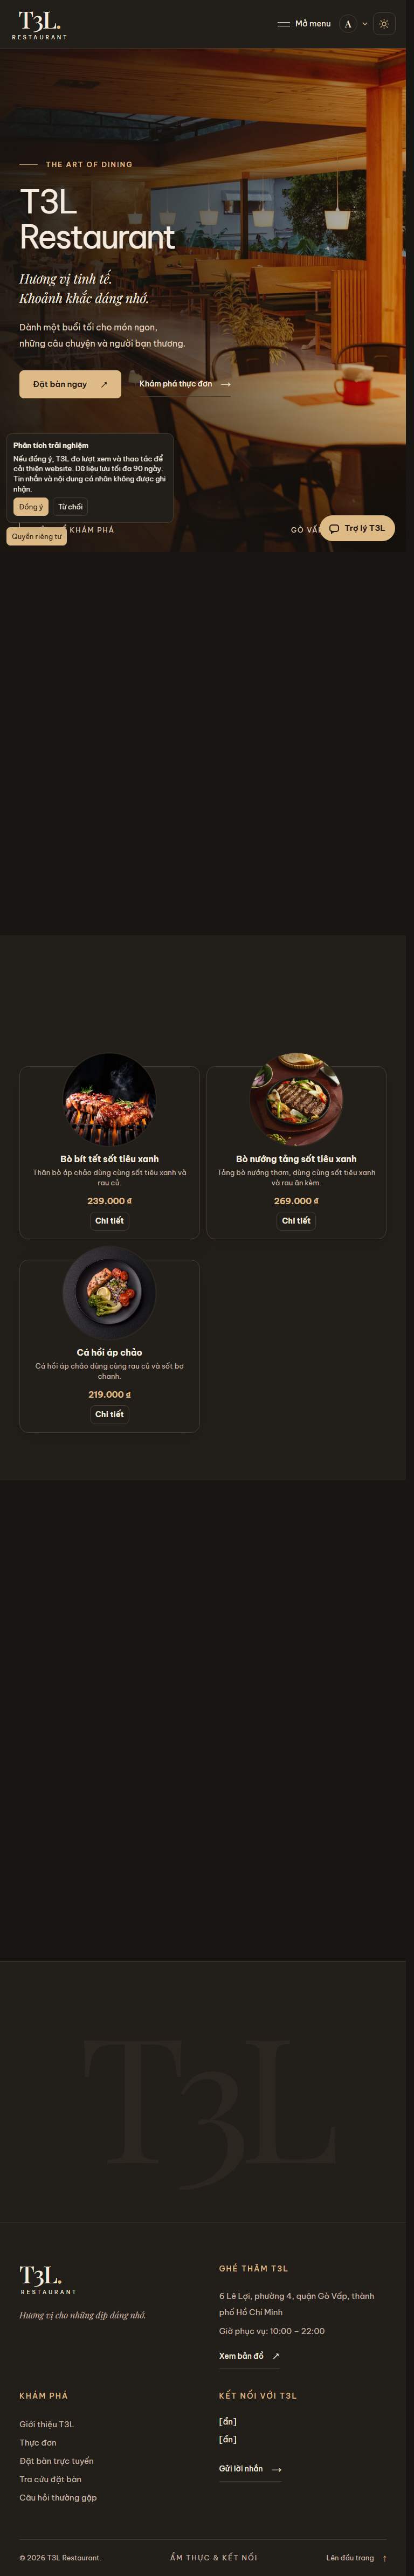 T3L.
RESTAURANT
Mở menu
A
THE ART OF DINING
T3L
Restaurant
Hương vị tinh tế.
Khoảnh khắc đáng nhớ.
Dành một buổi tối cho món ngon,
những câu chuyện và người bạn thương.
Đặt bàn ngay ↗
Khám phá thực đơn →
Phân tích trải nghiệm
Nếu đồng ý, T3L đo lượt xem và thao tác để
cải thiện website. Dữ liệu lưu tối đa 90 ngày.
Tin nhắn và nội dung cá nhân không được ghi
nhận.
Đồng ý
Từ chối
KHÁM PHÁ
GÒ VẤP
Quyền riêng tư
Trợ lý T3L
Bò bít tết sốt tiêu xanh
Thăn bò áp chảo dùng cùng sốt tiêu xanh và
rau củ.
239.000 ₫
Chi tiết
Bò nướng tảng sốt tiêu xanh
Tảng bò nướng thơm, dùng cùng sốt tiêu xanh
và rau ăn kèm.
269.000 ₫
Chi tiết
Cá hồi áp chảo
Cá hồi áp chảo dùng cùng rau củ và sốt bơ
chanh.
219.000 ₫
Chi tiết
T3L
T3L.
RESTAURANT
Hương vị cho những dịp đáng nhớ.
GHÉ THĂM T3L
6 Lê Lợi, phường 4, quận Gò Vấp, thành
phố Hồ Chí Minh
Giờ phục vụ: 10:00 – 22:00
Xem bản đồ ↗
KHÁM PHÁ
Giới thiệu T3L
Thực đơn
Đặt bàn trực tuyến
Tra cứu đặt bàn
Câu hỏi thường gặp
KẾT NỐI VỚI T3L
[ẩn]
[ẩn]
Gửi lời nhắn →
© 2026 T3L Restaurant.
ẨM THỰC & KẾT NỐI
Lên đầu trang ↑